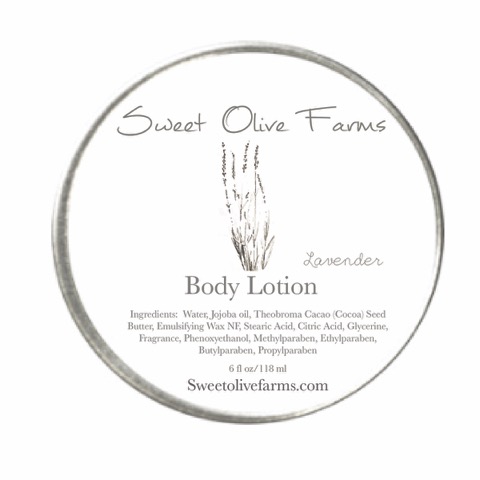 Sweet Olive Farms
Lavender
Body Lotion
Ingredients: Water, Jojoba oil, Theobroma Cacao (Cocoa) Seed
Butter, Emulsifying Wax NF, Stearic Acid, Citric Acid, Glycerine,
Fragrance, Phenoxyethanol, Methylparaben, Ethylparaben,
Butylparaben, Propylparaben
6 fl oz/118 ml
Sweetolivefarms.com